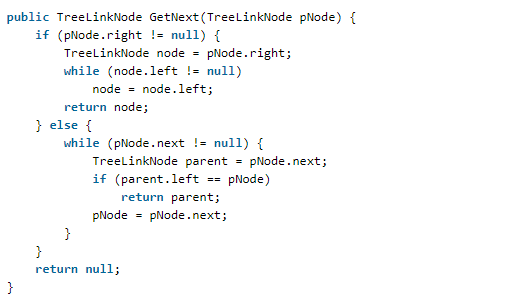 public TreeLinkNode GetNext(TreeLinkNode pNode) {
    if (pNode.right != null) {
        TreeLinkNode node = pNode.right;
        while (node.left != null)
            node = node.left;
        return node;
    } else {
        while (pNode.next != null) {
            TreeLinkNode parent = pNode.next;
            if (parent.left == pNode)
                return parent;
            pNode = pNode.next;
        }
    }
    return null;
}